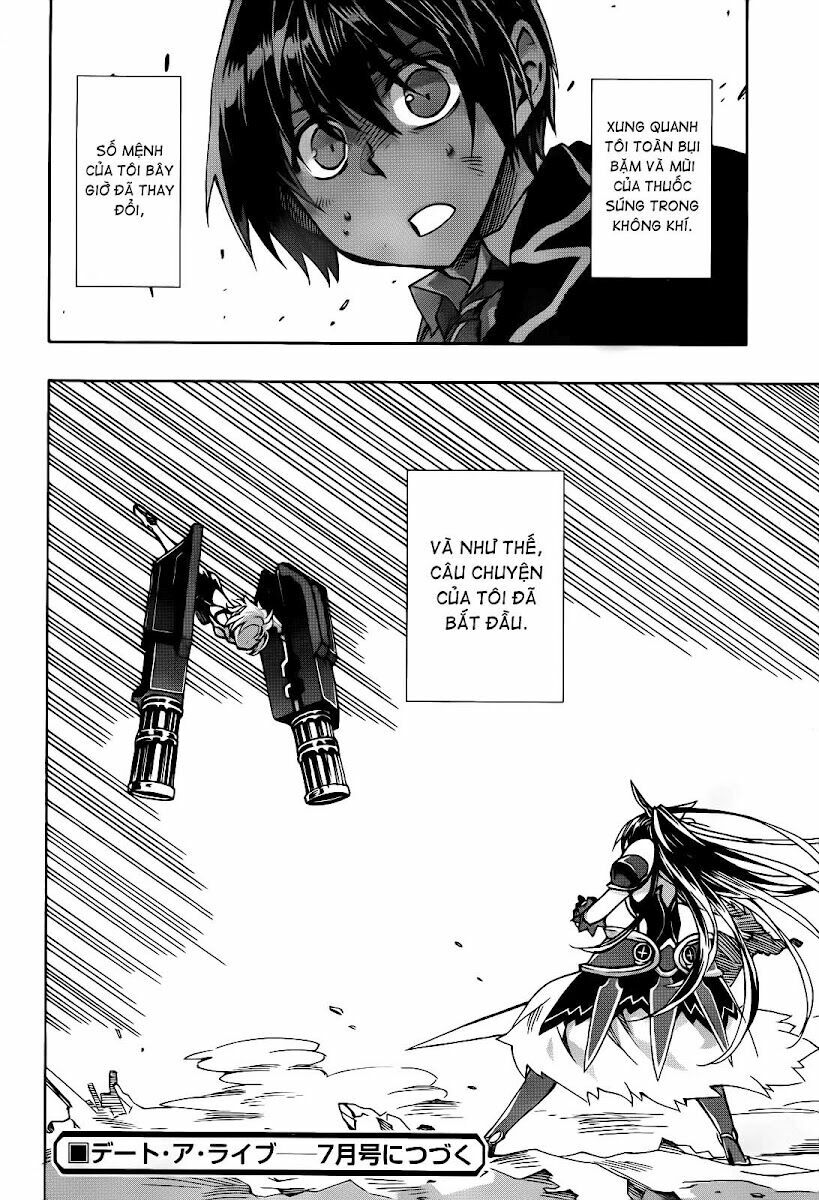 XUNG QUANH
TÔI TOÀN BỤI
BẶM VÀ MŨI
CỦA THUỐC
SÚNG TRONG
KHÔNG KHÍ.
SỐ MỆNH
CỦA TÔI BÂY
GIỜ ĐÃ THAY
ĐỔI,
VÀ NHƯ THẾ,
CÂU CHUYỆN
CỦA TÔI ĐÃ
BẮT ĐẦU.
■デート・ア・ライブ──7月号につづく